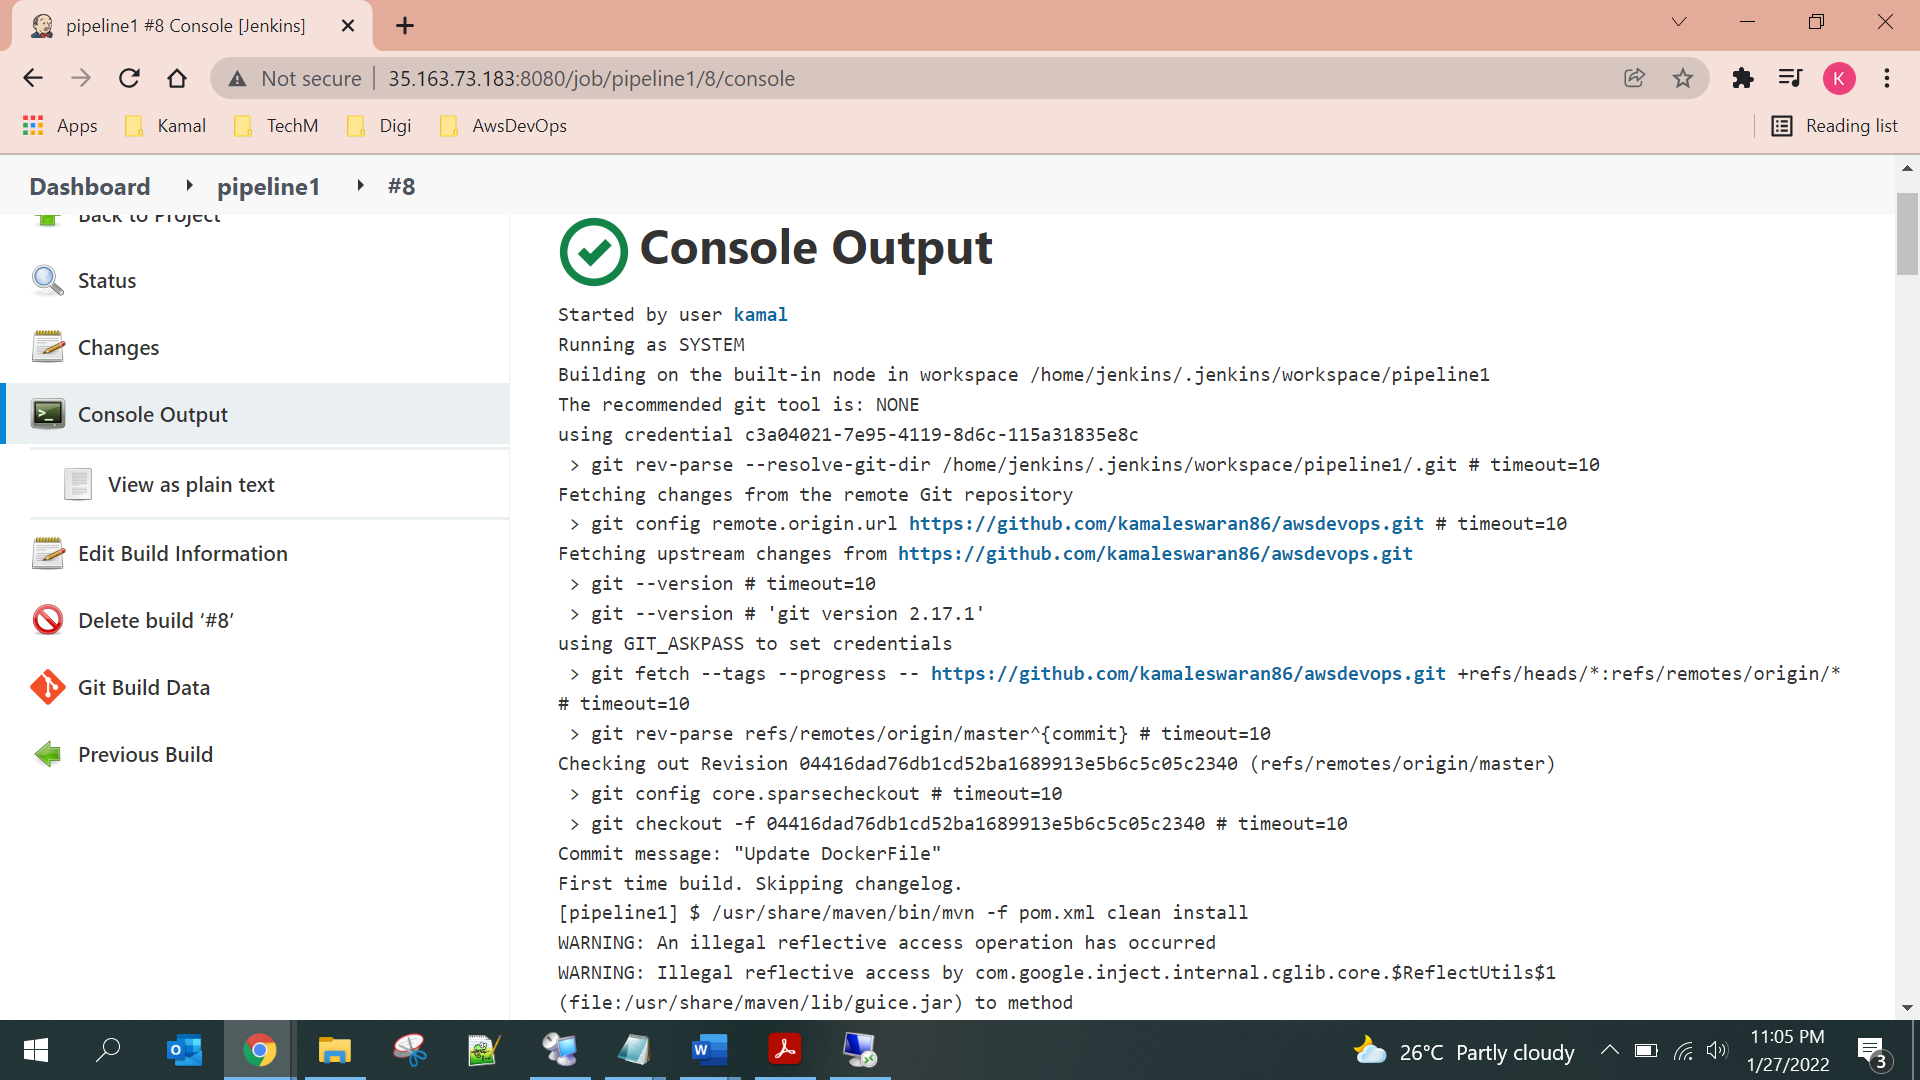 pipeline1 #8 Console [Jenkins]
Not secure
35.163.73.183:8080/job/pipeline1/8/console
K
Apps
Kamal
TechM
Digi
AwsDevOps
Reading list
Dashboard
pipeline1
#8
Back to Project
Status
Changes
Console Output
View as plain text
Edit Build Information
Delete build ‘#8’
Git Build Data
Previous Build
Console Output
Started by user kamal
Running as SYSTEM
Building on the built-in node in workspace /home/jenkins/.jenkins/workspace/pipeline1
The recommended git tool is: NONE
using credential c3a04021-7e95-4119-8d6c-115a31835e8c
> git rev-parse --resolve-git-dir /home/jenkins/.jenkins/workspace/pipeline1/.git # timeout=10
Fetching changes from the remote Git repository
> git config remote.origin.url https://github.com/kamaleswaran86/awsdevops.git # timeout=10
Fetching upstream changes from https://github.com/kamaleswaran86/awsdevops.git
> git --version # timeout=10
> git --version # 'git version 2.17.1'
using GIT_ASKPASS to set credentials
> git fetch --tags --progress -- https://github.com/kamaleswaran86/awsdevops.git +refs/heads/*:refs/remotes/origin/*
# timeout=10
> git rev-parse refs/remotes/origin/master^{commit} # timeout=10
Checking out Revision 04416dad76db1cd52ba1689913e5b6c5c05c2340 (refs/remotes/origin/master)
> git config core.sparsecheckout # timeout=10
> git checkout -f 04416dad76db1cd52ba1689913e5b6c5c05c2340 # timeout=10
Commit message: "Update DockerFile"
First time build. Skipping changelog.
[pipeline1] $ /usr/share/maven/bin/mvn -f pom.xml clean install
WARNING: An illegal reflective access operation has occurred
WARNING: Illegal reflective access by com.google.inject.internal.cglib.core.$ReflectUtils$1
(file:/usr/share/maven/lib/guice.jar) to method
26°C Partly cloudy
11:05 PM
1/27/2022
3